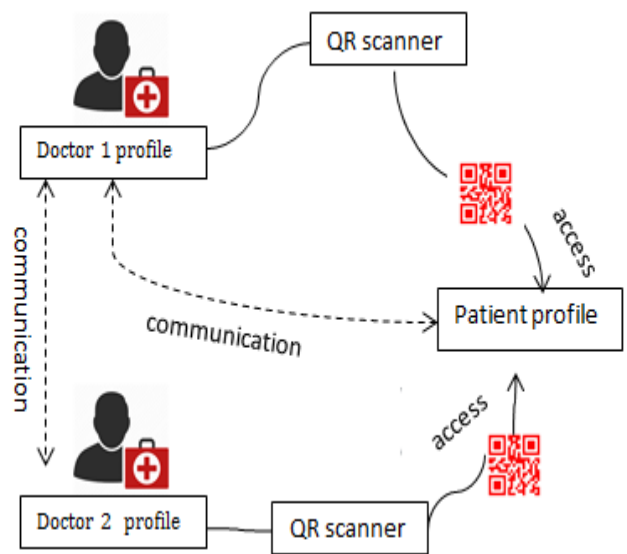 QR scanner
Doctor 1 profile
access
communication
communication
Patient profile
access
Doctor 2 profile
QR scanner